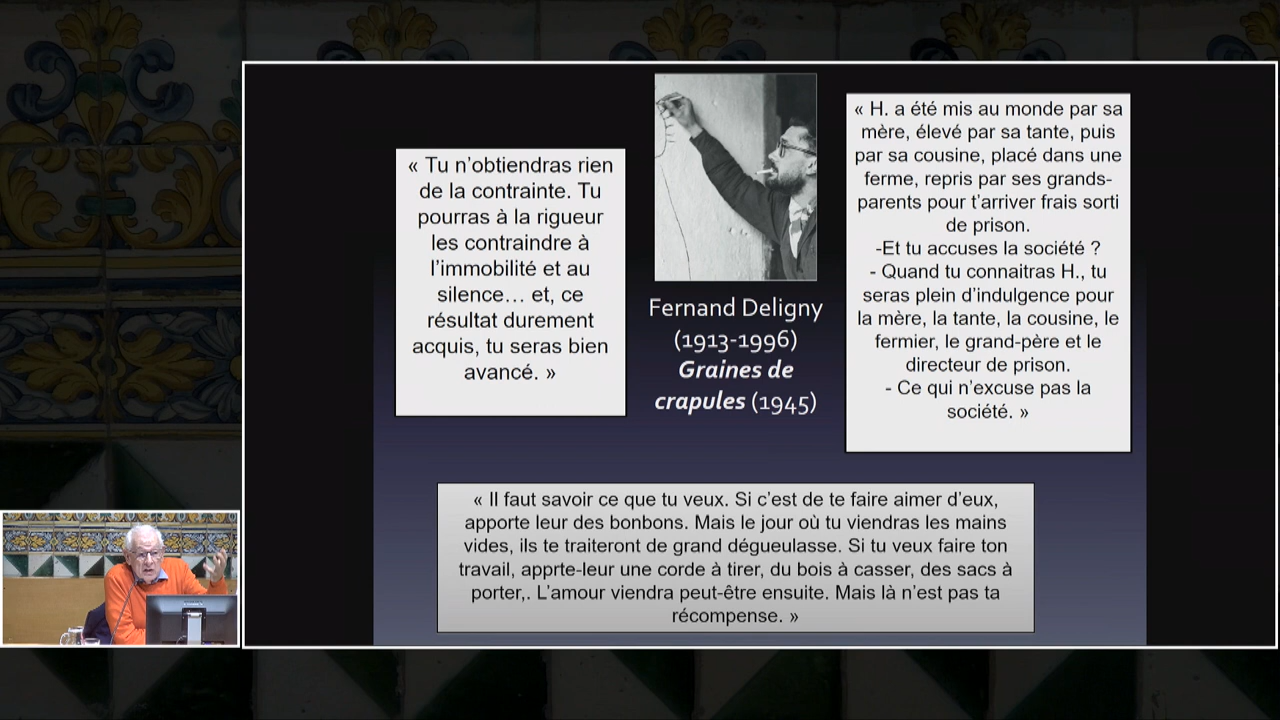 « Tu n’obtiendras rien
de la contrainte. Tu
pourras à la rigueur
les contraindre à
l’immobilité et au
silence… et, ce
résultat durement
acquis, tu seras bien
avancé. »
Fernand Deligny
(1913-1996)
Graines de
crapules (1945)
« H. a été mis au monde par sa
mère, élevé par sa tante, puis
par sa cousine, placé dans une
ferme, repris par ses grands-
parents pour t’arriver frais sorti
de prison.
-Et tu accuses la société ?
- Quand tu connaitras H., tu
seras plein d’indulgence pour
la mère, la tante, la cousine, le
fermier, le grand-père et le
directeur de prison.
- Ce qui n’excuse pas la
société. »
« Il faut savoir ce que tu veux. Si c’est de te faire aimer d’eux,
apporte leur des bonbons. Mais le jour où tu viendras les mains
vides, ils te traiteront de grand dégueulasse. Si tu veux faire ton
travail, apprte-leur une corde à tirer, du bois à casser, des sacs à
porter,. L’amour viendra peut-être ensuite. Mais là n’est pas ta
récompense. »